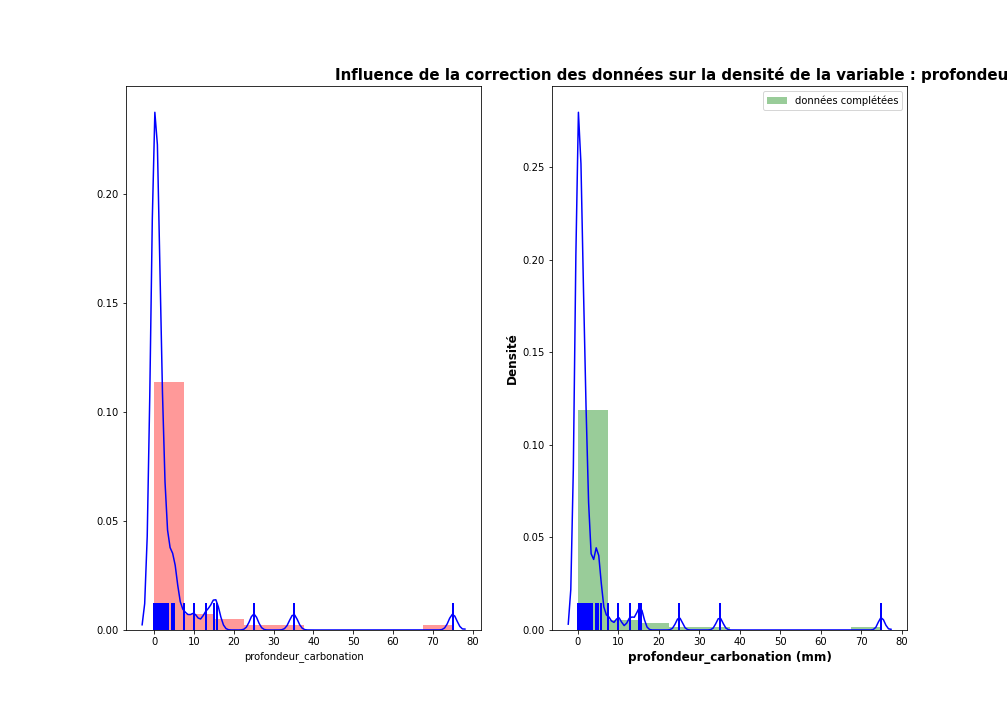 Influence de la correction des données sur la densité de la variable : profondeu
0.20
0.15
0.10
0.05
0.00
0 10 20 30 40 50 60 70 80
profondeur_carbonation
données complétées
Densité
0.25
0.20
0.15
0.10
0.05
0.00
0 10 20 30 40 50 60 70 80
profondeur_carbonation (mm)